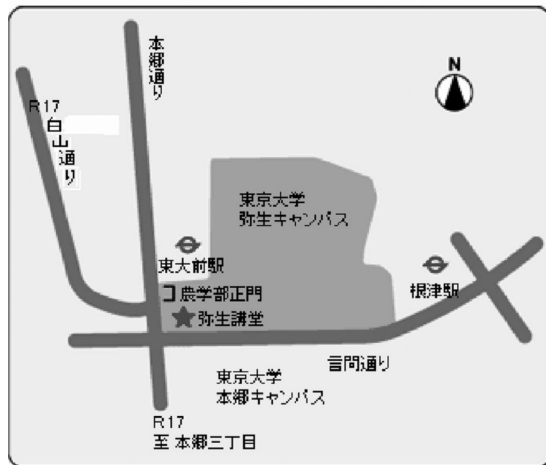 本郷通り
N
R17
白山通り
東京大学
弥生キャンパス
東大前駅
根津駅
農学部正門
弥生講堂
言問通り
東京大学
本郷キャンパス
R17
至 本郷三丁目